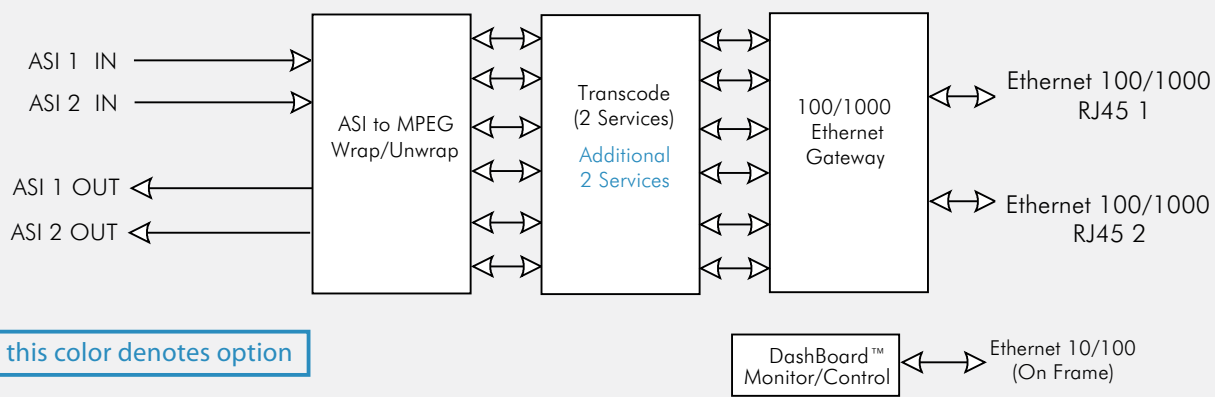 ASI 1 IN
ASI 2 IN
ASI 1 OUT
ASI 2 OUT
ASI to MPEG
Wrap/Unwrap
Transcode
(2 Services)
Additional
2 Services
100/1000
Ethernet
Gateway
Ethernet 100/1000
RJ45 1
Ethernet 100/1000
RJ45 2
this color denotes option
DashBoard™
Monitor/Control
Ethernet 10/100
(On Frame)